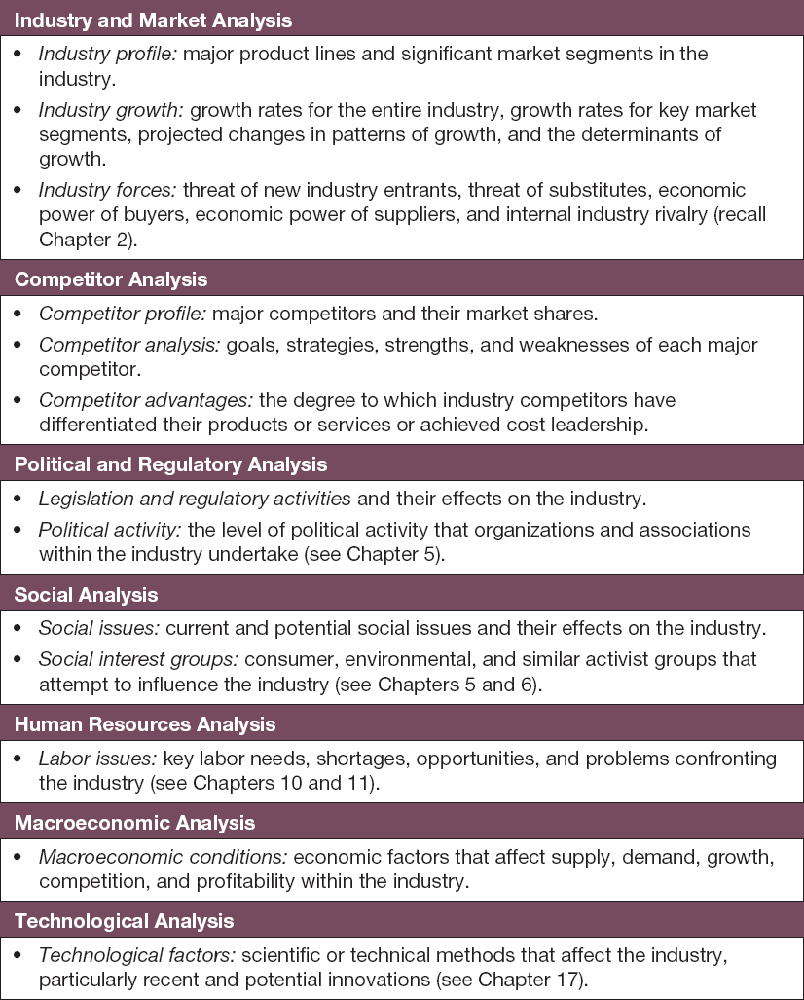 Industry and Market Analysis
• Industry profile: major product lines and significant market segments in the
industry.
• Industry growth: growth rates for the entire industry, growth rates for key market
segments, projected changes in patterns of growth, and the determinants of
growth.
• Industry forces: threat of new industry entrants, threat of substitutes, economic
power of buyers, economic power of suppliers, and internal industry rivalry (recall
Chapter 2).
Competitor Analysis
• Competitor profile: major competitors and their market shares.
• Competitor analysis: goals, strategies, strengths, and weaknesses of each major
competitor.
• Competitor advantages: the degree to which industry competitors have
differentiated their products or services or achieved cost leadership.
Political and Regulatory Analysis
• Legislation and regulatory activities and their effects on the industry.
• Political activity: the level of political activity that organizations and associations
within the industry undertake (see Chapter 5).
Social Analysis
• Social issues: current and potential social issues and their effects on the industry.
• Social interest groups: consumer, environmental, and similar activist groups that
attempt to influence the industry (see Chapters 5 and 6).
Human Resources Analysis
• Labor issues: key labor needs, shortages, opportunities, and problems confronting
the industry (see Chapters 10 and 11).
Macroeconomic Analysis
• Macroeconomic conditions: economic factors that affect supply, demand, growth,
competition, and profitability within the industry.
Technological Analysis
• Technological factors: scientific or technical methods that affect the industry,
particularly recent and potential innovations (see Chapter 17).